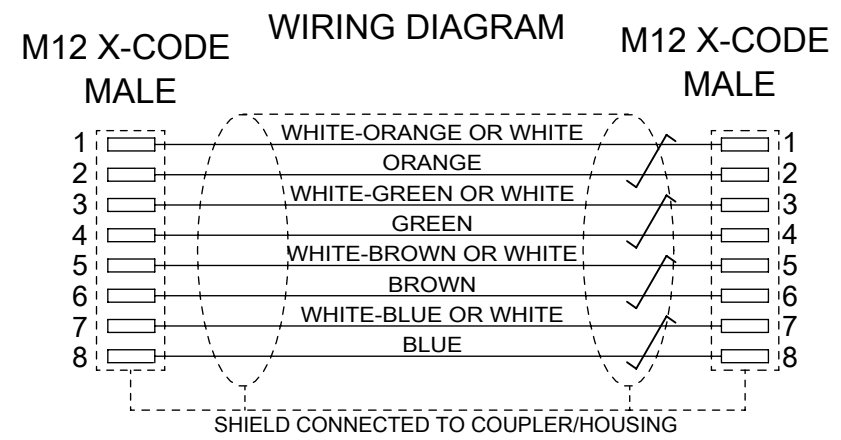 WIRING DIAGRAM
M12 X-CODE
MALE
M12 X-CODE
MALE
1 WHITE-ORANGE OR WHITE 1
2 ORANGE 2
3 WHITE-GREEN OR WHITE 3
4 GREEN 4
5 WHITE-BROWN OR WHITE 5
6 BROWN 6
7 WHITE-BLUE OR WHITE 7
8 BLUE 8
SHIELD CONNECTED TO COUPLER/HOUSING